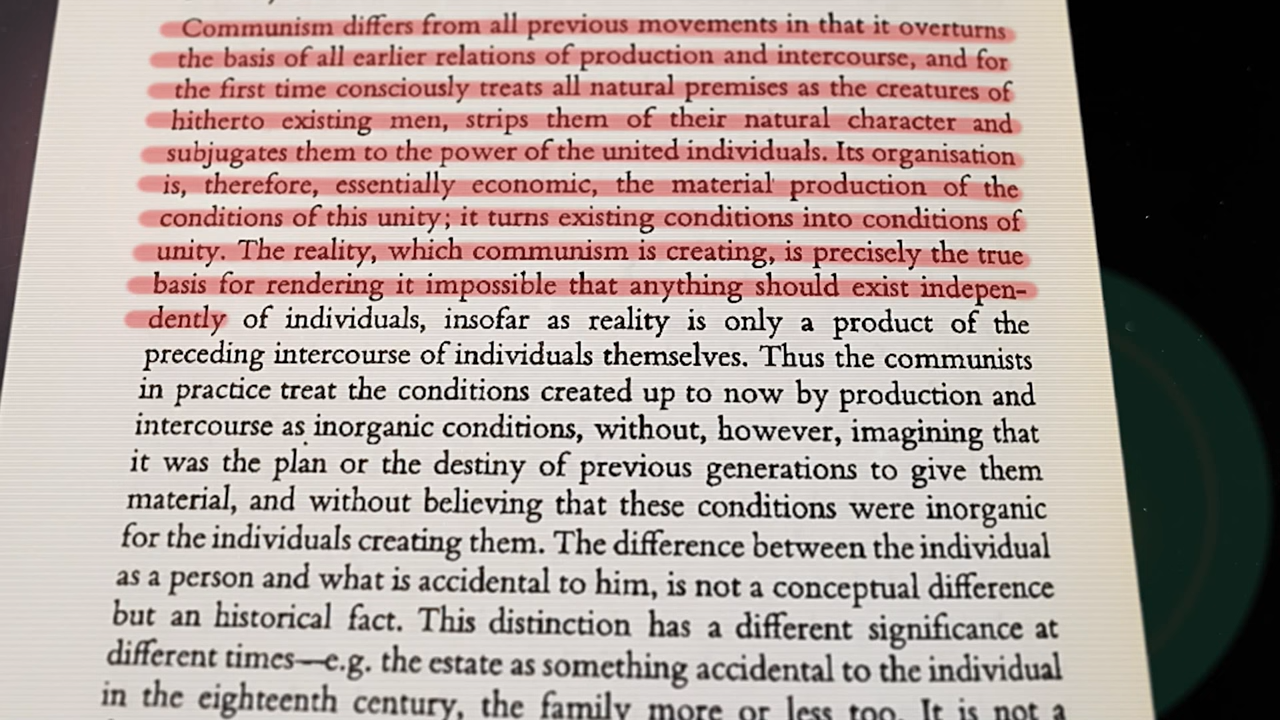 Communism differs from all previous movements in that it overturns
the basis of all earlier relations of production and intercourse, and for
the first time consciously treats all natural premises as the creatures of
hitherto existing men, strips them of their natural character and
subjugates them to the power of the united individuals. Its organisation
is, therefore, essentially economic, the material production of the
conditions of this unity; it turns existing conditions into conditions of
unity. The reality, which communism is creating, is precisely the true
basis for rendering it impossible that anything should exist indepen-
dently of individuals, insofar as reality is only a product of the
preceding intercourse of individuals themselves. Thus the communists
in practice treat the conditions created up to now by production and
intercourse as inorganic conditions, without, however, imagining that
it was the plan or the destiny of previous generations to give them
material, and without believing that these conditions were inorganic
for the individuals creating them. The difference between the individual
as a person and what is accidental to him, is not a conceptual difference
but an historical fact. This distinction has a different significance at
different times—e.g. the estate as something accidental to the individual
in the eighteenth century, the family more or less too. It is not a